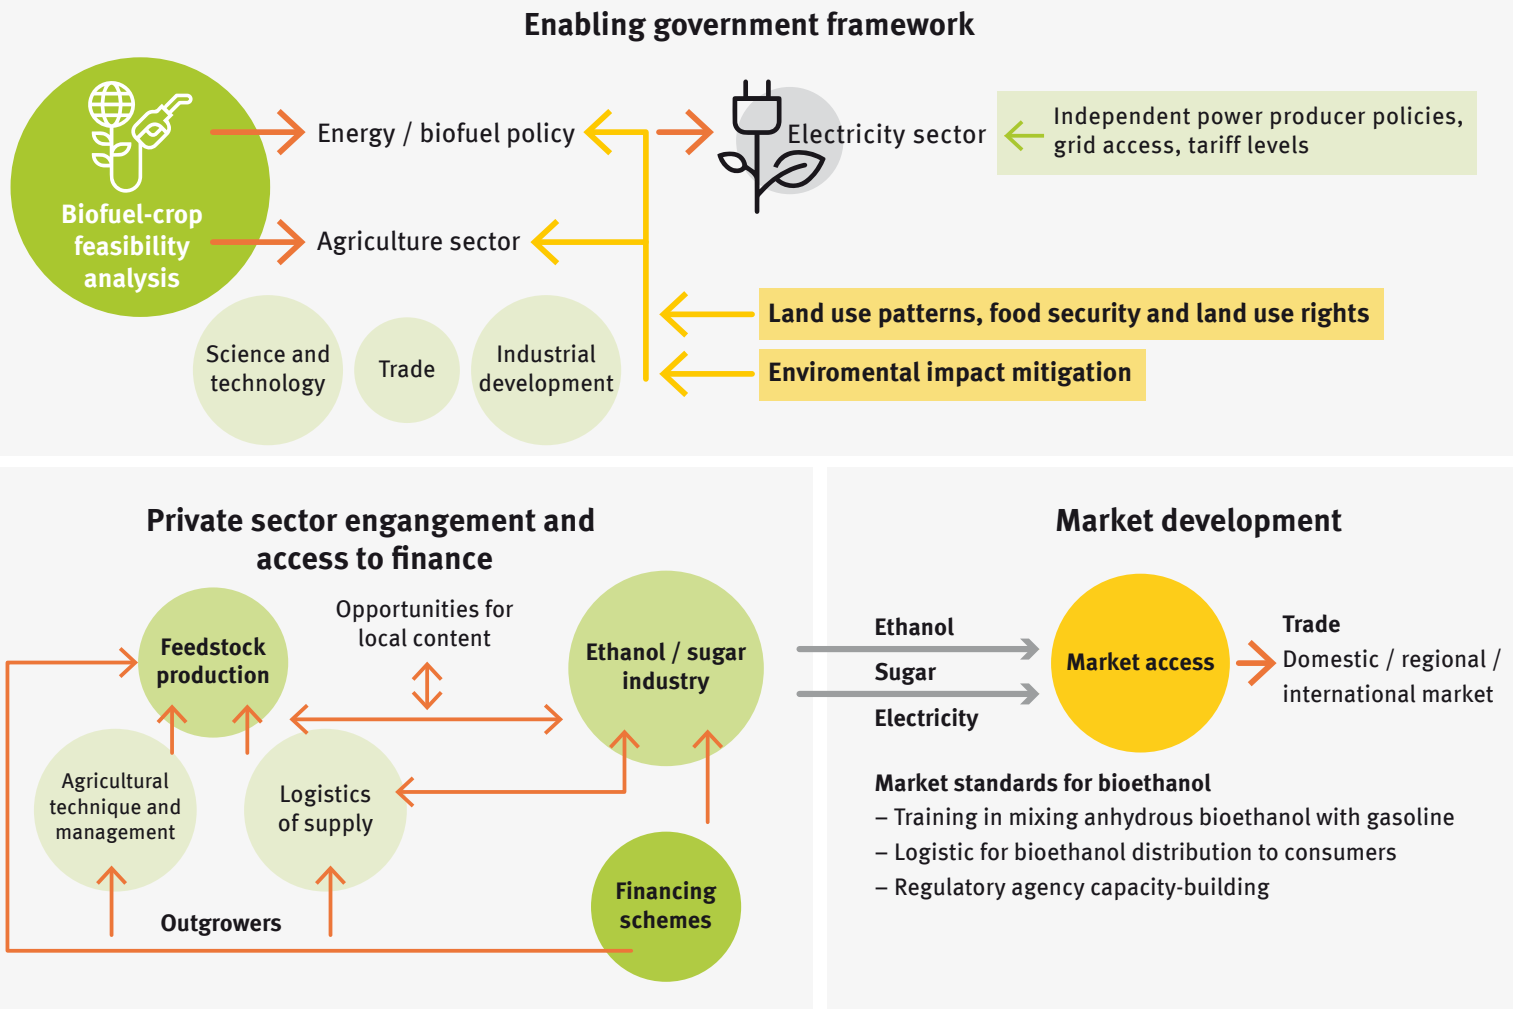 Enabling government framework
Biofuel-crop
feasibility
analysis
Energy / biofuel policy
Electricity sector
Independent power producer policies,
grid access, tariff levels
Agriculture sector
Land use patterns, food security and land use rights
Enviromental impact mitigation
Science and
technology
Trade
Industrial
development
Private sector engangement and
access to finance
Feedstock
production
Opportunities for
local content
Ethanol / sugar
industry
Agricultural
technique and
management
Logistics
of supply
Outgrowers
Financing
schemes
Market development
Ethanol
Sugar
Electricity
Market access
Trade
Domestic / regional /
international market
Market standards for bioethanol
– Training in mixing anhydrous bioethanol with gasoline
– Logistic for bioethanol distribution to consumers
– Regulatory agency capacity-building